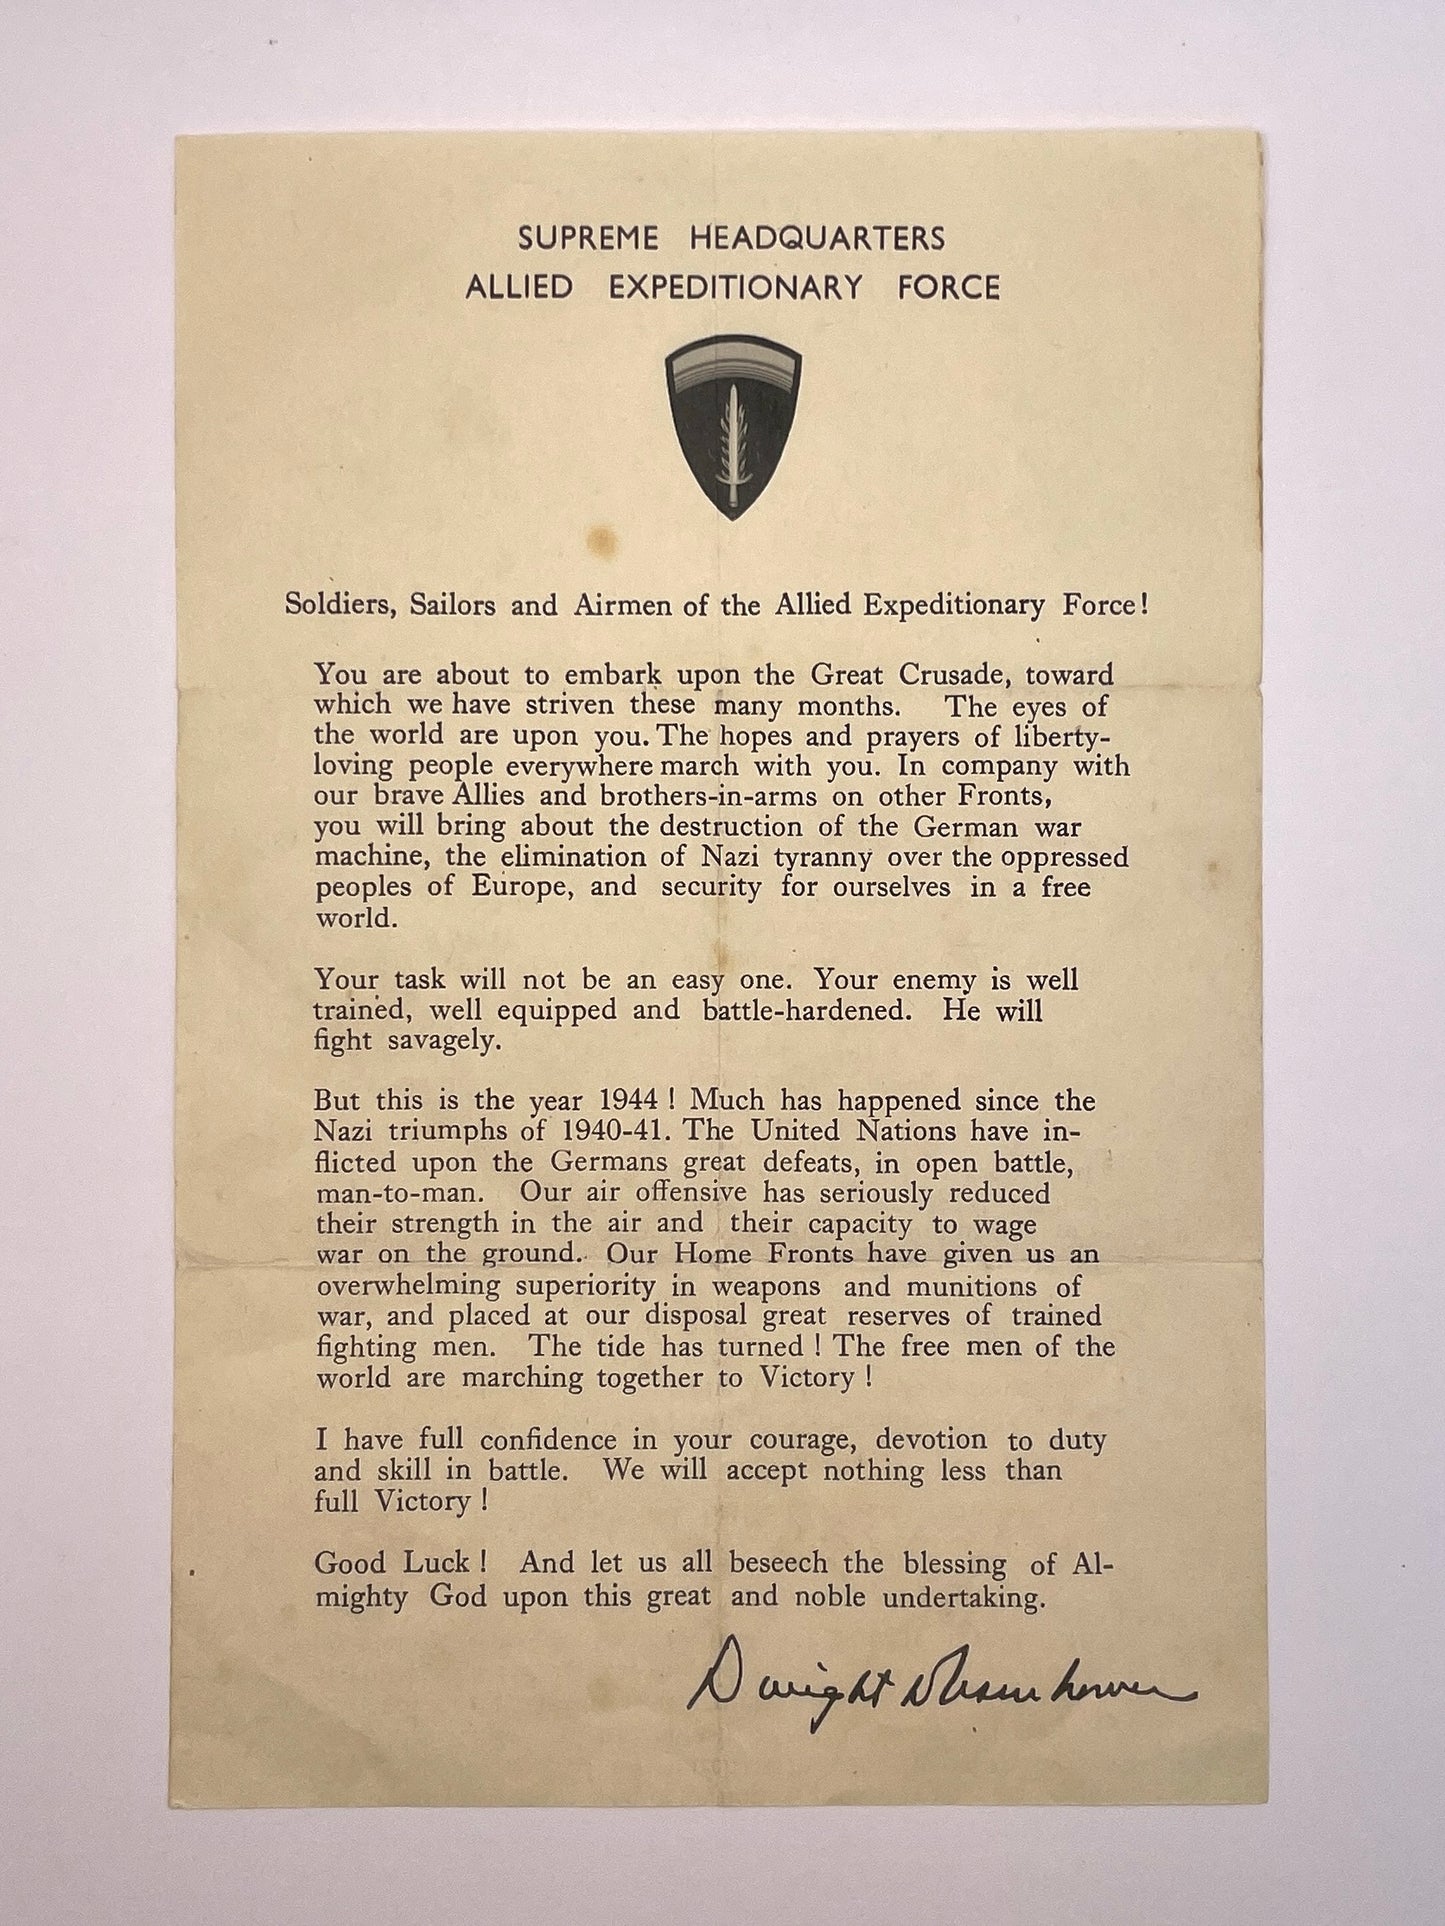 SUPREME HEADQUARTERS
ALLIED EXPEDITIONARY FORCE
Soldiers, Sailors and Airmen of the Allied Expeditionary Force!
You are about to embark upon the Great Crusade, toward
which we have striven these many months. The eyes of
the world are upon you. The hopes and prayers of liberty-
loving people everywhere march with you. In company with
our brave Allies and brothers-in-arms on other Fronts,
you will bring about the destruction of the German war
machine, the elimination of Nazi tyranny over the oppressed
peoples of Europe, and security for ourselves in a free
world.
Your task will not be an easy one. Your enemy is well
trained, well equipped and battle-hardened. He will
fight savagely.
But this is the year 1944 ! Much has happened since the
Nazi triumphs of 1940-41. The United Nations have in-
flicted upon the Germans great defeats, in open battle,
man-to-man. Our air offensive has seriously reduced
their strength in the air and their capacity to wage
war on the ground. Our Home Fronts have given us an
overwhelming superiority in weapons and munitions of
war, and placed at our disposal great reserves of trained
fighting men. The tide has turned ! The free men of the
world are marching together to Victory !
I have full confidence in your courage, devotion to duty
and skill in battle. We will accept nothing less than
full Victory !
Good Luck ! And let us all beseech the blessing of Al-
mighty God upon this great and noble undertaking.
Dwight D Eisenhower